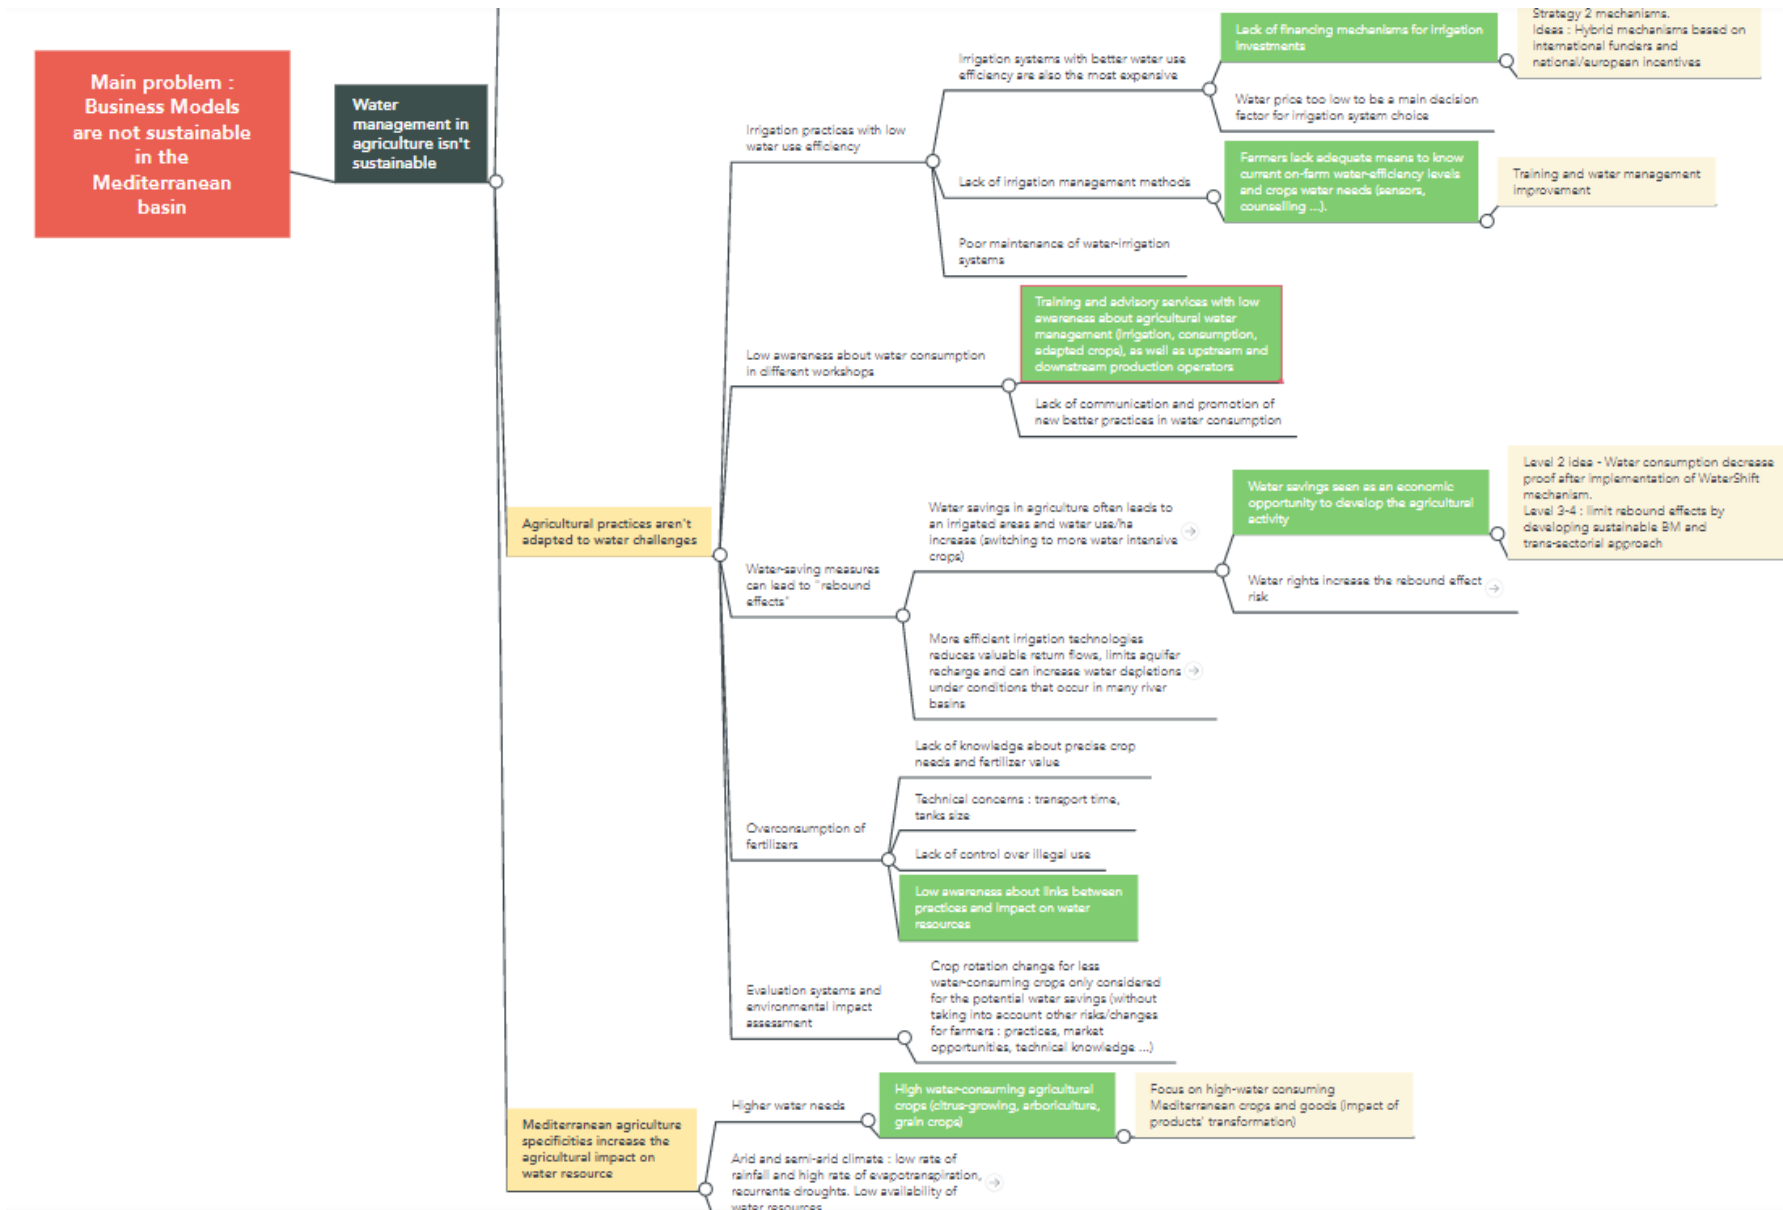 Main problem :
Business Models
are not sustainable
in the
Mediterranean
basin
Water
management in
agriculture isn't
sustainable
Agricultural practices aren't
adapted to water challenges
Irrigation practices with low
water use efficiency
Irrigation systems with better water use
efficiency are also the most expensive
Lack of financing mechanisms for irrigation
investments
Strategy 2 mechanisms.
Ideas : Hybrid mechanisms based on
international funders and
national/european incentives
Water price too low to be a main decision
factor for irrigation system choice
Lack of irrigation management methods
Farmers lack adequate means to know
current on-farm water-efficiency levels
and crops water needs (sensors,
counselling ...).
Training and water management
improvement
Poor maintenance of water-irrigation
systems
Low awareness about water consumption
in different workshops
Training and advisory services with low
awareness about agricultural water
management (irrigation, consumption,
adapted crops), as well as upstream and
downstream production operators
Lack of communication and promotion of
new better practices in water consumption
Water-saving measures
can lead to "rebound
effects"
Water savings in agriculture often leads to
an irrigated areas and water use/ha
increase (switching to more water intensive
crops)
Water savings seen as an economic
opportunity to develop the agricultural
activity
Level 2 idea - Water consumption decrease
proof after implementation of WaterShift
mechanism.
Level 3-4 : limit rebound effects by
developing sustainable BM and
trans-sectorial approach
Water rights increase the rebound effect
risk
More efficient irrigation technologies
reduces valuable return flows, limits aquifer
recharge and can increase water depletions
under conditions that occur in many river
basins
Overconsumption of
fertilizers
Lack of knowledge about precise crop
needs and fertilizer value
Technical concerns : transport time,
tanks size
Lack of control over illegal use
Low awareness about links between
practices and impact on water
resources
Evaluation systems and
environmental impact
assessment
Crop rotation change for less
water-consuming crops only considered
for the potential water savings (without
taking into account other risks/changes
for farmers : practices, market
opportunities, technical knowledge ...)
Mediterranean agriculture
specificities increase the
agricultural impact on
water resource
Higher water needs
High water-consuming agricultural
crops (citrus-growing, arboriculture,
grain crops)
Focus on high-water consuming
Mediterranean crops and goods (impact of
products' transformation)
Arid and semi-arid climate : low rate of
rainfall and high rate of evapotranspiration,
recurrente droughts. Low availability of
water resources